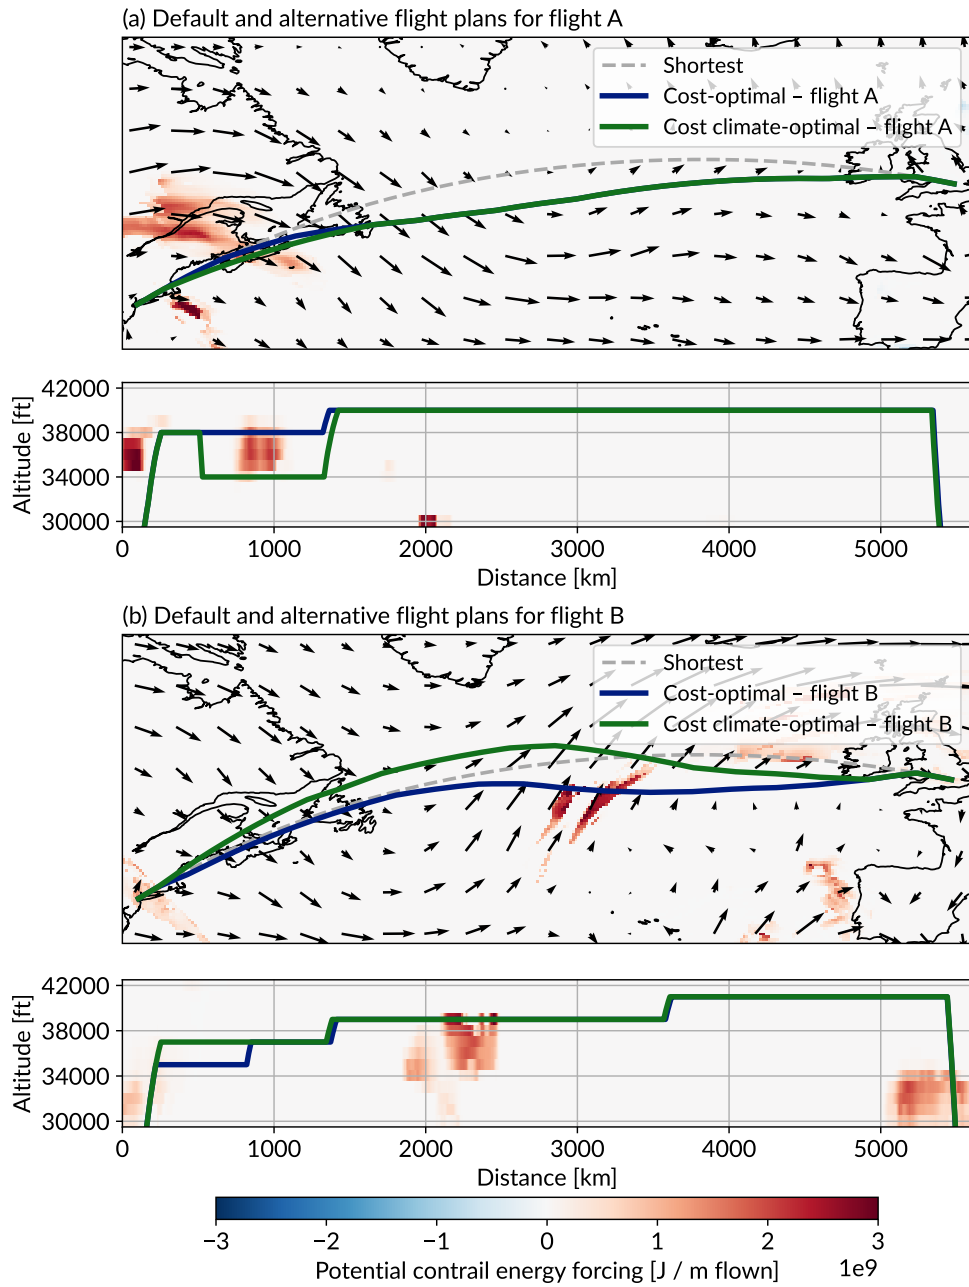 (a) Default and alternative flight plans for flight A
Shortest
Cost-optimal – flight A
Cost climate-optimal – flight A
42000
38000
34000
30000
Altitude [ft]
0 1000 2000 3000 4000 5000
Distance [km]
(b) Default and alternative flight plans for flight B
Shortest
Cost-optimal – flight B
Cost climate-optimal – flight B
42000
38000
34000
30000
Altitude [ft]
0 1000 2000 3000 4000 5000
Distance [km]
−3 −2 −1 0 1 2 3
1e9
Potential contrail energy forcing [J / m flown]